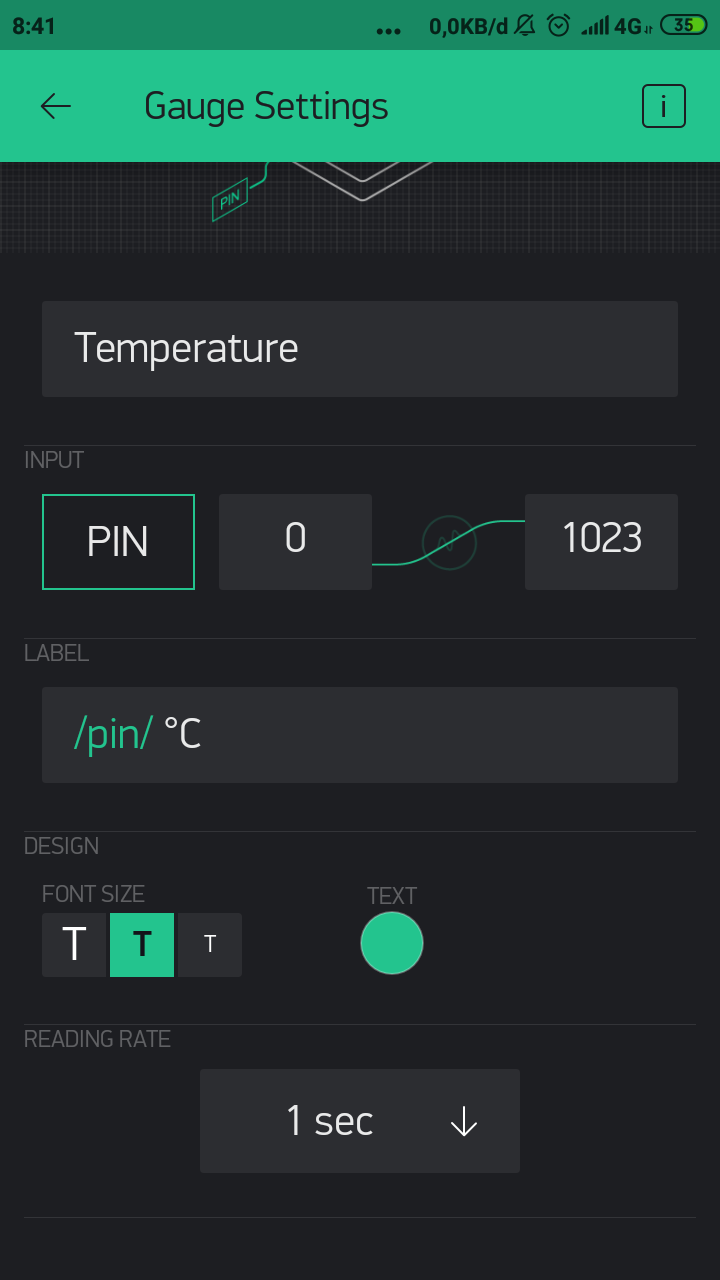 8:41 ... 0,0KB/d 4G 35
Gauge Settings i
PIN
Temperature
INPUT
PIN 0 1023
LABEL
/pin/ °C
DESIGN
FONT SIZE TEXT
T T T
READING RATE
1 sec